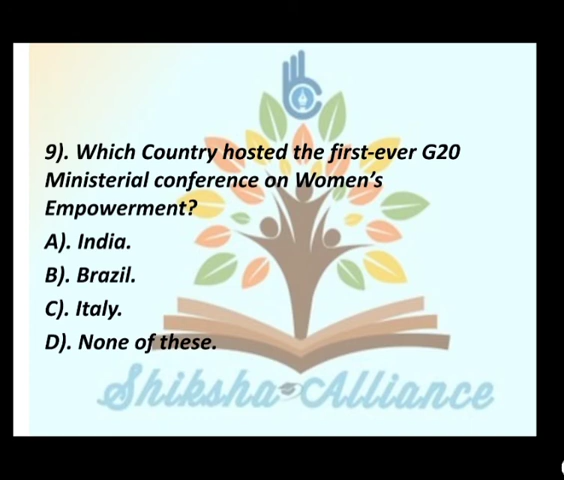 9). Which Country hosted the first-ever G20
Ministerial conference on Women's
Empowerment?
A). India.
B). Brazil.
C). Italy.
D). None of these.
Shiksha Alliance